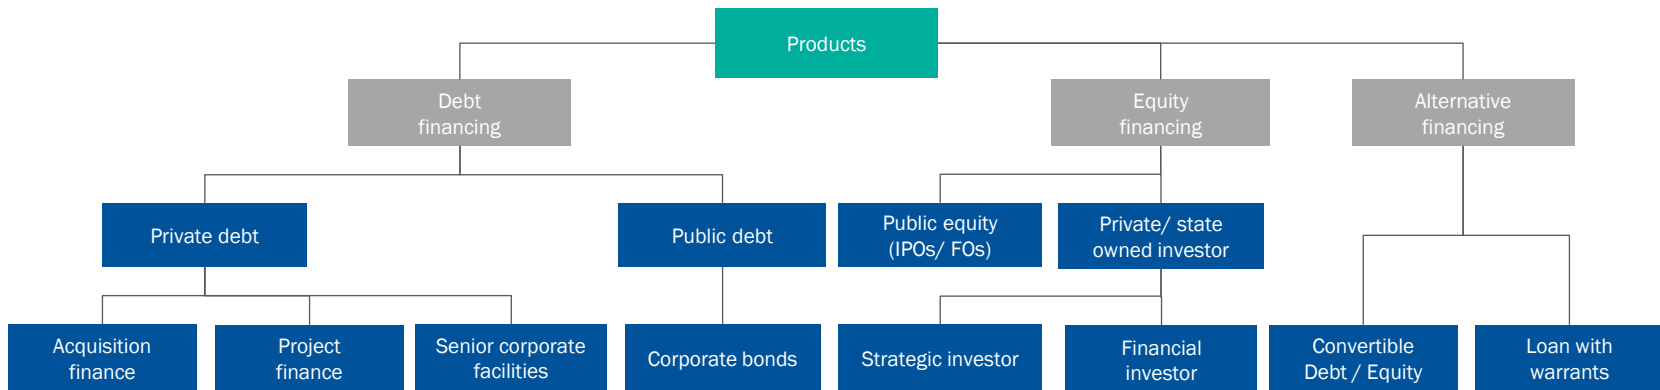 Products
Debt
financing
Equity
financing
Alternative
financing
Private debt
Public debt
Public equity
(IPOs/ FOs)
Private/ state
owned investor
Acquisition
finance
Project
finance
Senior corporate
facilities
Corporate bonds
Strategic investor
Financial
investor
Convertible
Debt / Equity
Loan with
warrants